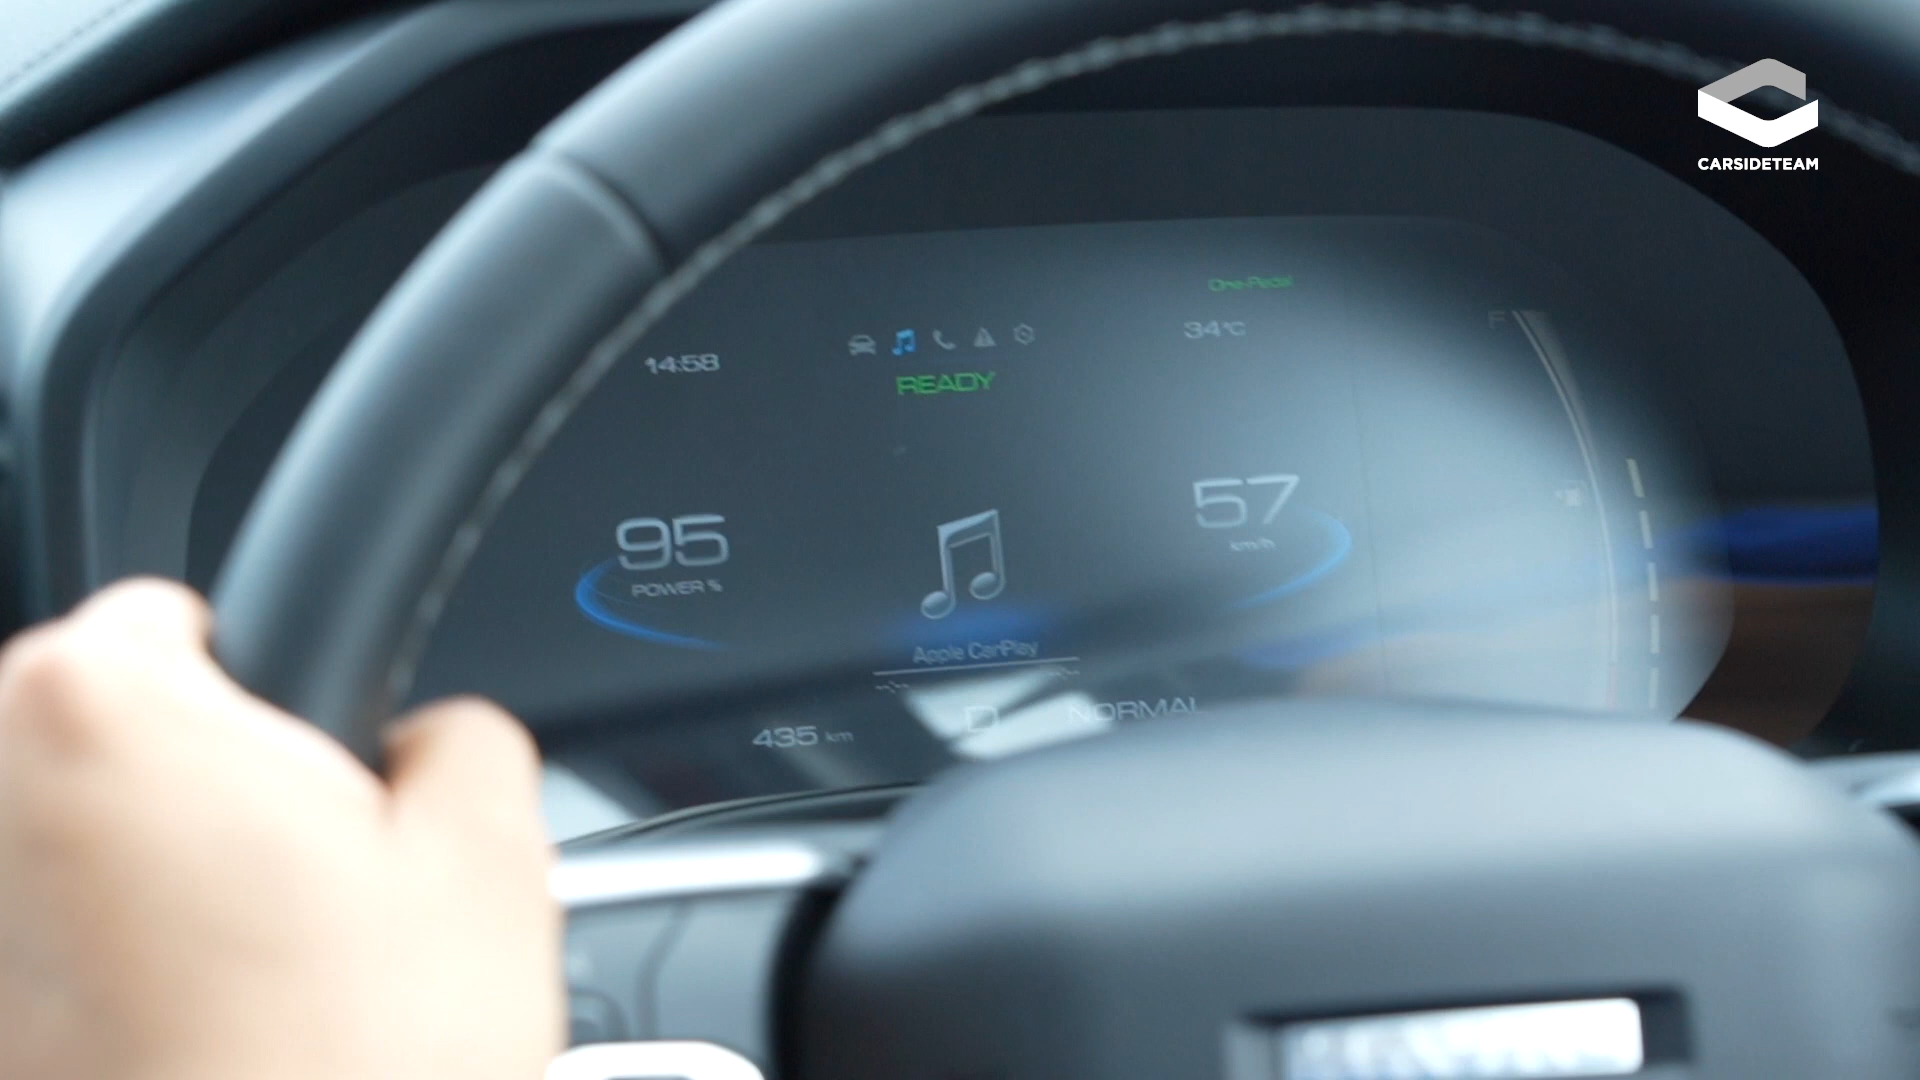 CARSIDETEAM
One-Pedal
34°C
14:58
READY
F
95
POWER %
57
km/h
Apple CarPlay
--:--
--:--
435 km
D
NORMAL